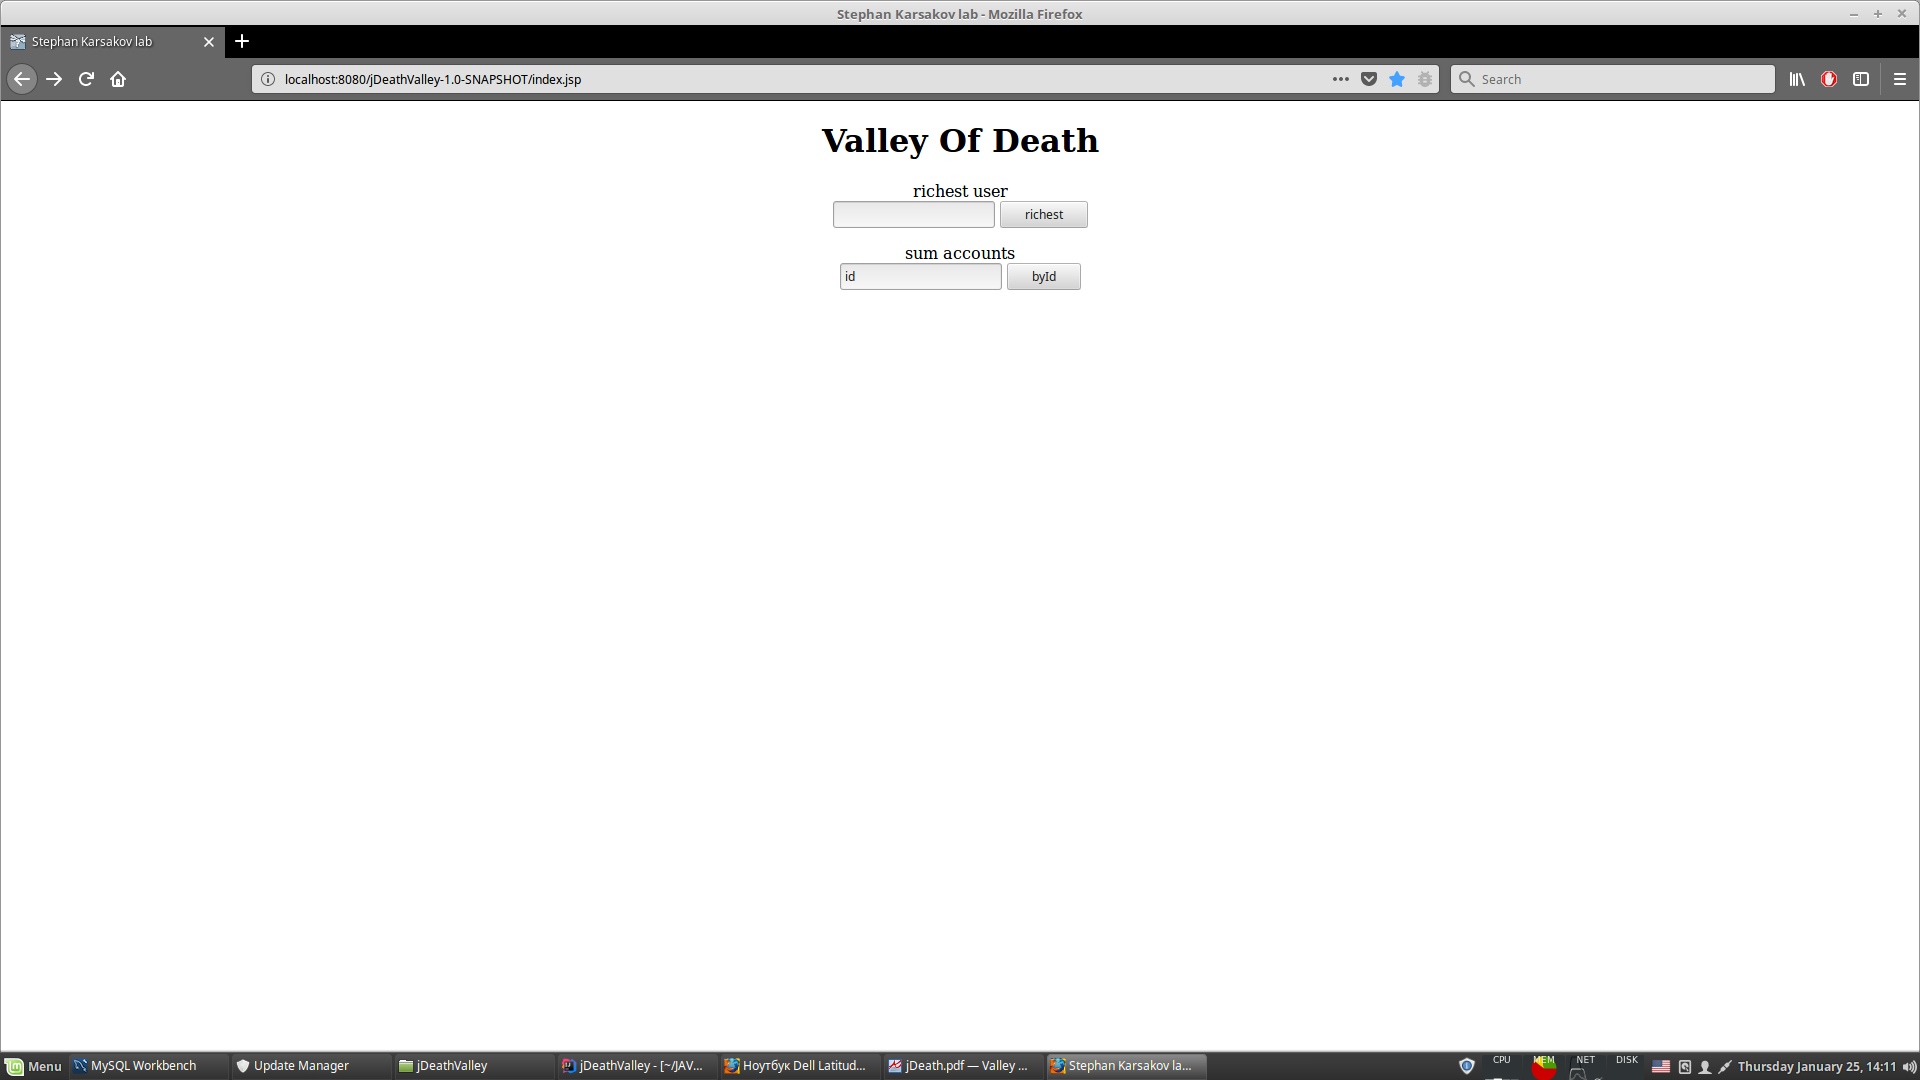 Stephan Karsakov lab - Mozilla Firefox
Stephan Karsakov lab
localhost:8080/jDeathValley-1.0-SNAPSHOT/index.jsp
Search
Valley Of Death
richest user
richest
sum accounts
id byId
Menu MySQL Workbench Update Manager jDeathValley jDeathValley - [~/JAV... Ноутбук Dell Latitud... jDeath.pdf — Valley ... Stephan Karsakov la... CPU MEM NET DISK Thursday January 25, 14:11